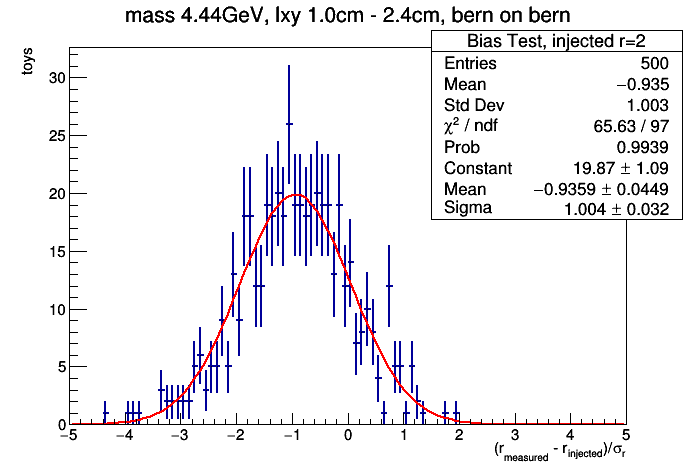 mass 4.44GeV, lxy 1.0cm - 2.4cm, bern on bern
toys
Bias Test, injected r=2
Entries 500
Mean −0.935
Std Dev 1.003
χ² / ndf 65.63 / 97
Prob 0.9939
Constant 19.87 ± 1.09
Mean −0.9359 ± 0.0449
Sigma 1.004 ± 0.032
30
25
20
15
10
5
0
−5 −4 −3 −2 −1 0 1 2 3 4 5
(r_measured - r_injected)/σ_r